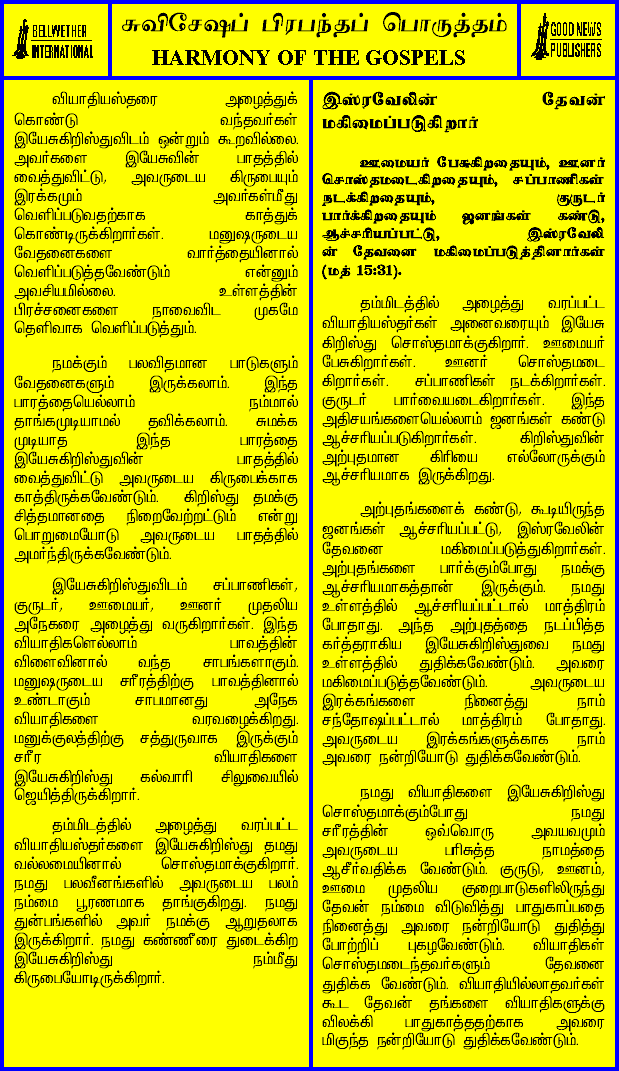 BELLWETHER
INTERNATIONAL
சுவிசேஷப் பிரபந்தப் பொருத்தம்
HARMONY OF THE GOSPELS
GOOD NEWS
PUBLISHERS
வியாதியஸ்தரை அழைத்துக்
கொண்டு வந்தவர்கள்
இயேசுகிறிஸ்துவிடம் ஒன்றும் கூறவில்லை.
அவர்களை இயேசுவின் பாதத்தில்
வைத்துவிட்டு, அவருடைய கிருபையும்
இரக்கமும் அவர்கள்மீது
வெளிப்படுவதற்காக காத்துக்
கொண்டிருக்கிறார்கள். மனுஷருடைய
வேதனைகளை வார்த்தையினால்
வெளிப்படுத்தவேண்டும் என்னும்
அவசியமில்லை. உள்ளத்தின்
பிரச்சனைகளை நாவைவிட முகமே
தெளிவாக வெளிப்படுத்தும்.
நமக்கும் பலவிதமான பாடுகளும்
வேதனைகளும் இருக்கலாம். இந்த
பாரத்தையெல்லாம் நம்மால்
தாங்கமுடியாமல் தவிக்கலாம். சுமக்க
முடியாத இந்த பாரத்தை
இயேசுகிறிஸ்துவின் பாதத்தில்
வைத்துவிட்டு அவருடைய கிருபைக்காக
காத்திருக்கவேண்டும். கிறிஸ்து தமக்கு
சித்தமானதை நிறைவேற்றட்டும் என்று
பொறுமையோடு அவருடைய பாதத்தில்
அமர்ந்திருக்கவேண்டும்.
இயேசுகிறிஸ்துவிடம் சப்பாணிகள்,
குருடர், ஊமையர், ஊனர் முதலிய
அநேகரை அழைத்து வருகிறார்கள். இந்த
வியாதிகளெல்லாம் பாவத்தின்
விளைவினால் வந்த சாபங்களாகும்.
மனுஷருடைய சரீரத்திற்கு பாவத்தினால்
உண்டாகும் சாபமானது அநேக
வியாதிகளை வரவழைக்கிறது.
மனுக்குலத்திற்கு சத்துருவாக இருக்கும்
சரீர வியாதிகளை
இயேசுகிறிஸ்து கல்வாரி சிலுவையில்
ஜெயித்திருக்கிறார்.
தம்மிடத்தில் அழைத்து வரப்பட்ட
வியாதியஸ்தர்களை இயேசுகிறிஸ்து தமது
வல்லமையினால் சொஸ்தமாக்குகிறார்.
நமது பலவீனங்களில் அவருடைய பலம்
நம்மை பூரணமாக தாங்குகிறது. நமது
துன்பங்களில் அவர் நமக்கு ஆறுதலாக
இருக்கிறார். நமது கண்ணீரை துடைக்கிற
இயேசுகிறிஸ்து நம்மீது
கிருபையோடிருக்கிறார்.
இஸ்ரவேலின் தேவன்
மகிமைப்படுகிறார்
ஊமையர் பேசுகிறதையும், ஊனர்
சொஸ்தமடைகிறதையும், சப்பாணிகள்
நடக்கிறதையும், குருடர்
பார்க்கிறதையும் ஜனங்கள் கண்டு,
ஆச்சரியப்பட்டு, இஸ்ரவேலி
ன் தேவனை மகிமைப்படுத்தினார்கள்
(மத் 15:31).
தம்மிடத்தில் அழைத்து வரப்பட்ட
வியாதியஸ்தர்கள் அனைவரையும் இயேசு
கிறிஸ்து சொஸ்தமாக்குகிறார். ஊமையர்
பேசுகிறார்கள். ஊனர் சொஸ்தமடை
கிறார்கள். சப்பாணிகள் நடக்கிறார்கள்.
குருடர் பார்வையடைகிறார்கள். இந்த
அதிசயங்களையெல்லாம் ஜனங்கள் கண்டு
ஆச்சரியப்படுகிறார்கள். கிறிஸ்துவின்
அற்புதமான கிரியை எல்லோருக்கும்
ஆச்சரியமாக இருக்கிறது.
அற்புதங்களைக் கண்டு, கூடியிருந்த
ஜனங்கள் ஆச்சரியப்பட்டு, இஸ்ரவேலின்
தேவனை மகிமைப்படுத்துகிறார்கள்.
அற்புதங்களை பார்க்கும்போது நமக்கு
ஆச்சரியமாகத்தான் இருக்கும். நமது
உள்ளத்தில் ஆச்சரியப்பட்டால் மாத்திரம்
போதாது. அந்த அற்புதத்தை நடப்பித்த
கர்த்தராகிய இயேசுகிறிஸ்துவை நமது
உள்ளத்தில் துதிக்கவேண்டும். அவரை
மகிமைப்படுத்தவேண்டும். அவருடைய
இரக்கங்களை நினைத்து நாம்
சந்தோஷப்பட்டால் மாத்திரம் போதாது.
அவருடைய இரக்கங்களுக்காக நாம்
அவரை நன்றியோடு துதிக்கவேண்டும்.
நமது வியாதிகளை இயேசுகிறிஸ்து
சொஸ்தமாக்கும்போது நமது
சரீரத்தின் ஒவ்வொரு அவயவமும்
அவருடைய பரிசுத்த நாமத்தை
ஆசீர்வதிக்க வேண்டும். குருடு, ஊனம்,
ஊமை முதலிய குறைபாடுகளிலிருந்து
தேவன் நம்மை விடுவித்து பாதுகாப்பதை
நினைத்து அவரை நன்றியோடு துதித்து
போற்றிப் புகழவேண்டும். வியாதிகள்
சொஸ்தமடைந்தவர்களும் தேவனை
துதிக்க வேண்டும். வியாதியில்லாதவர்கள்
கூட தேவன் தங்களை வியாதிகளுக்கு
விலக்கி பாதுகாத்ததற்காக அவரை
மிகுந்த நன்றியோடு துதிக்கவேண்டும்.